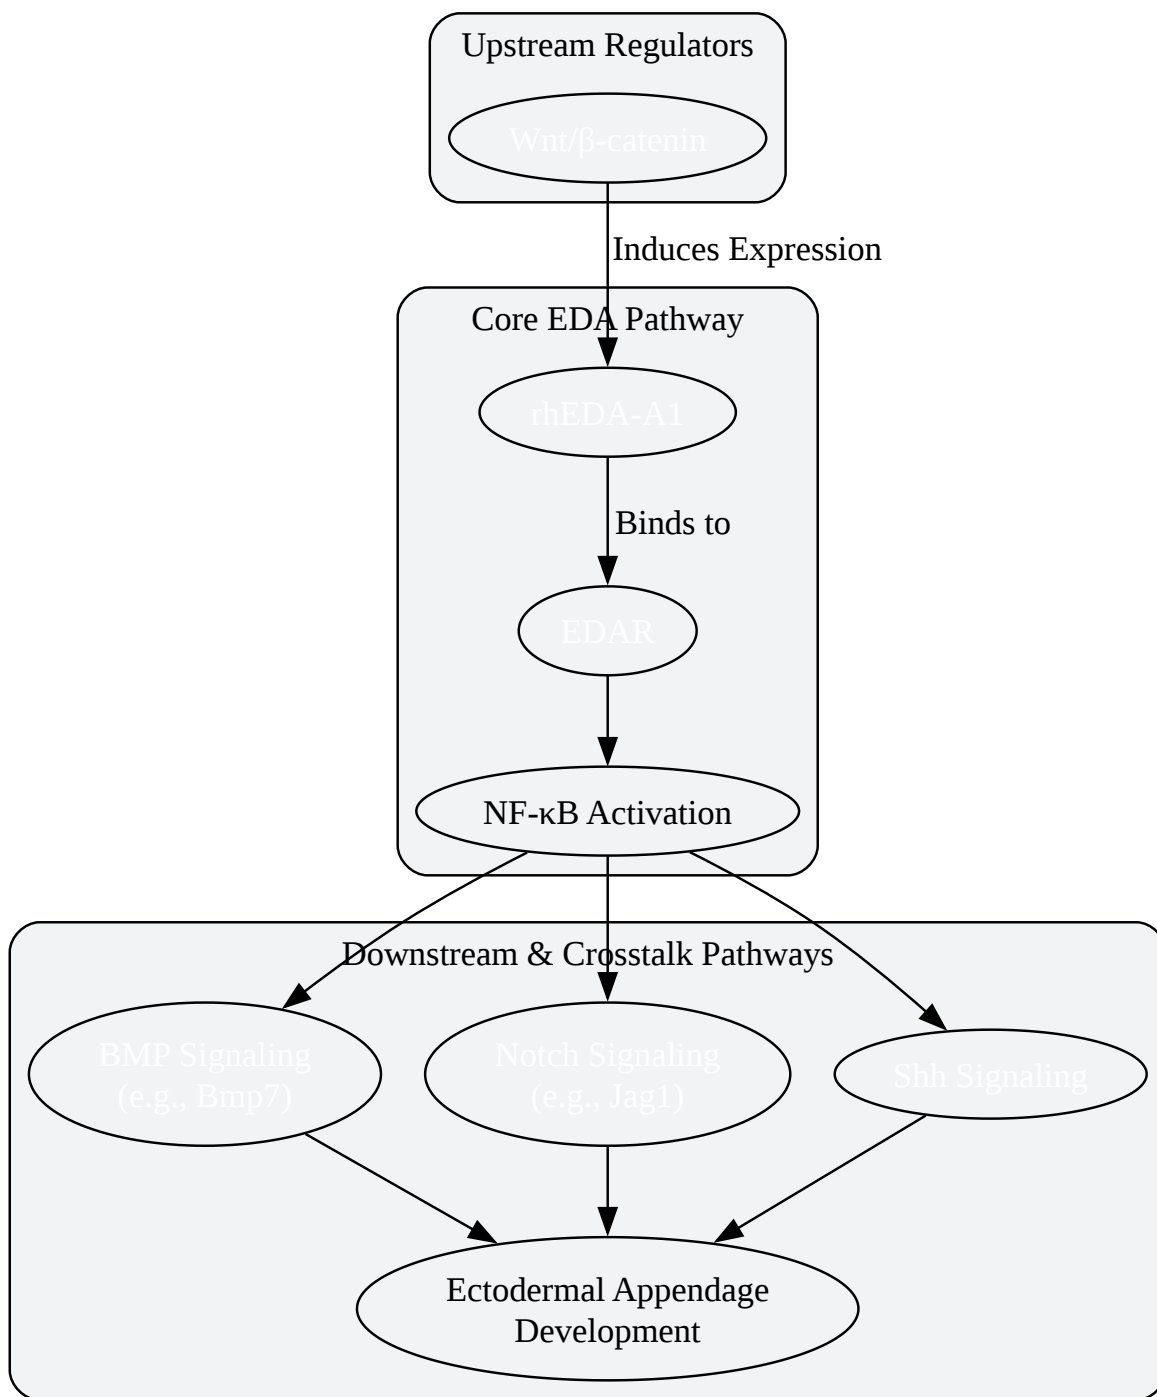 Upstream Regulators
Wnt/β-catenin
Induces Expression
Core EDA Pathway
rhEDA-A1
Binds to
EDAR
NF-κB Activation
Downstream & Crosstalk Pathways
BMP Signaling
(e.g., Bmp7)
Notch Signaling
(e.g., Jag1)
Shh Signaling
Ectodermal Appendage
Development